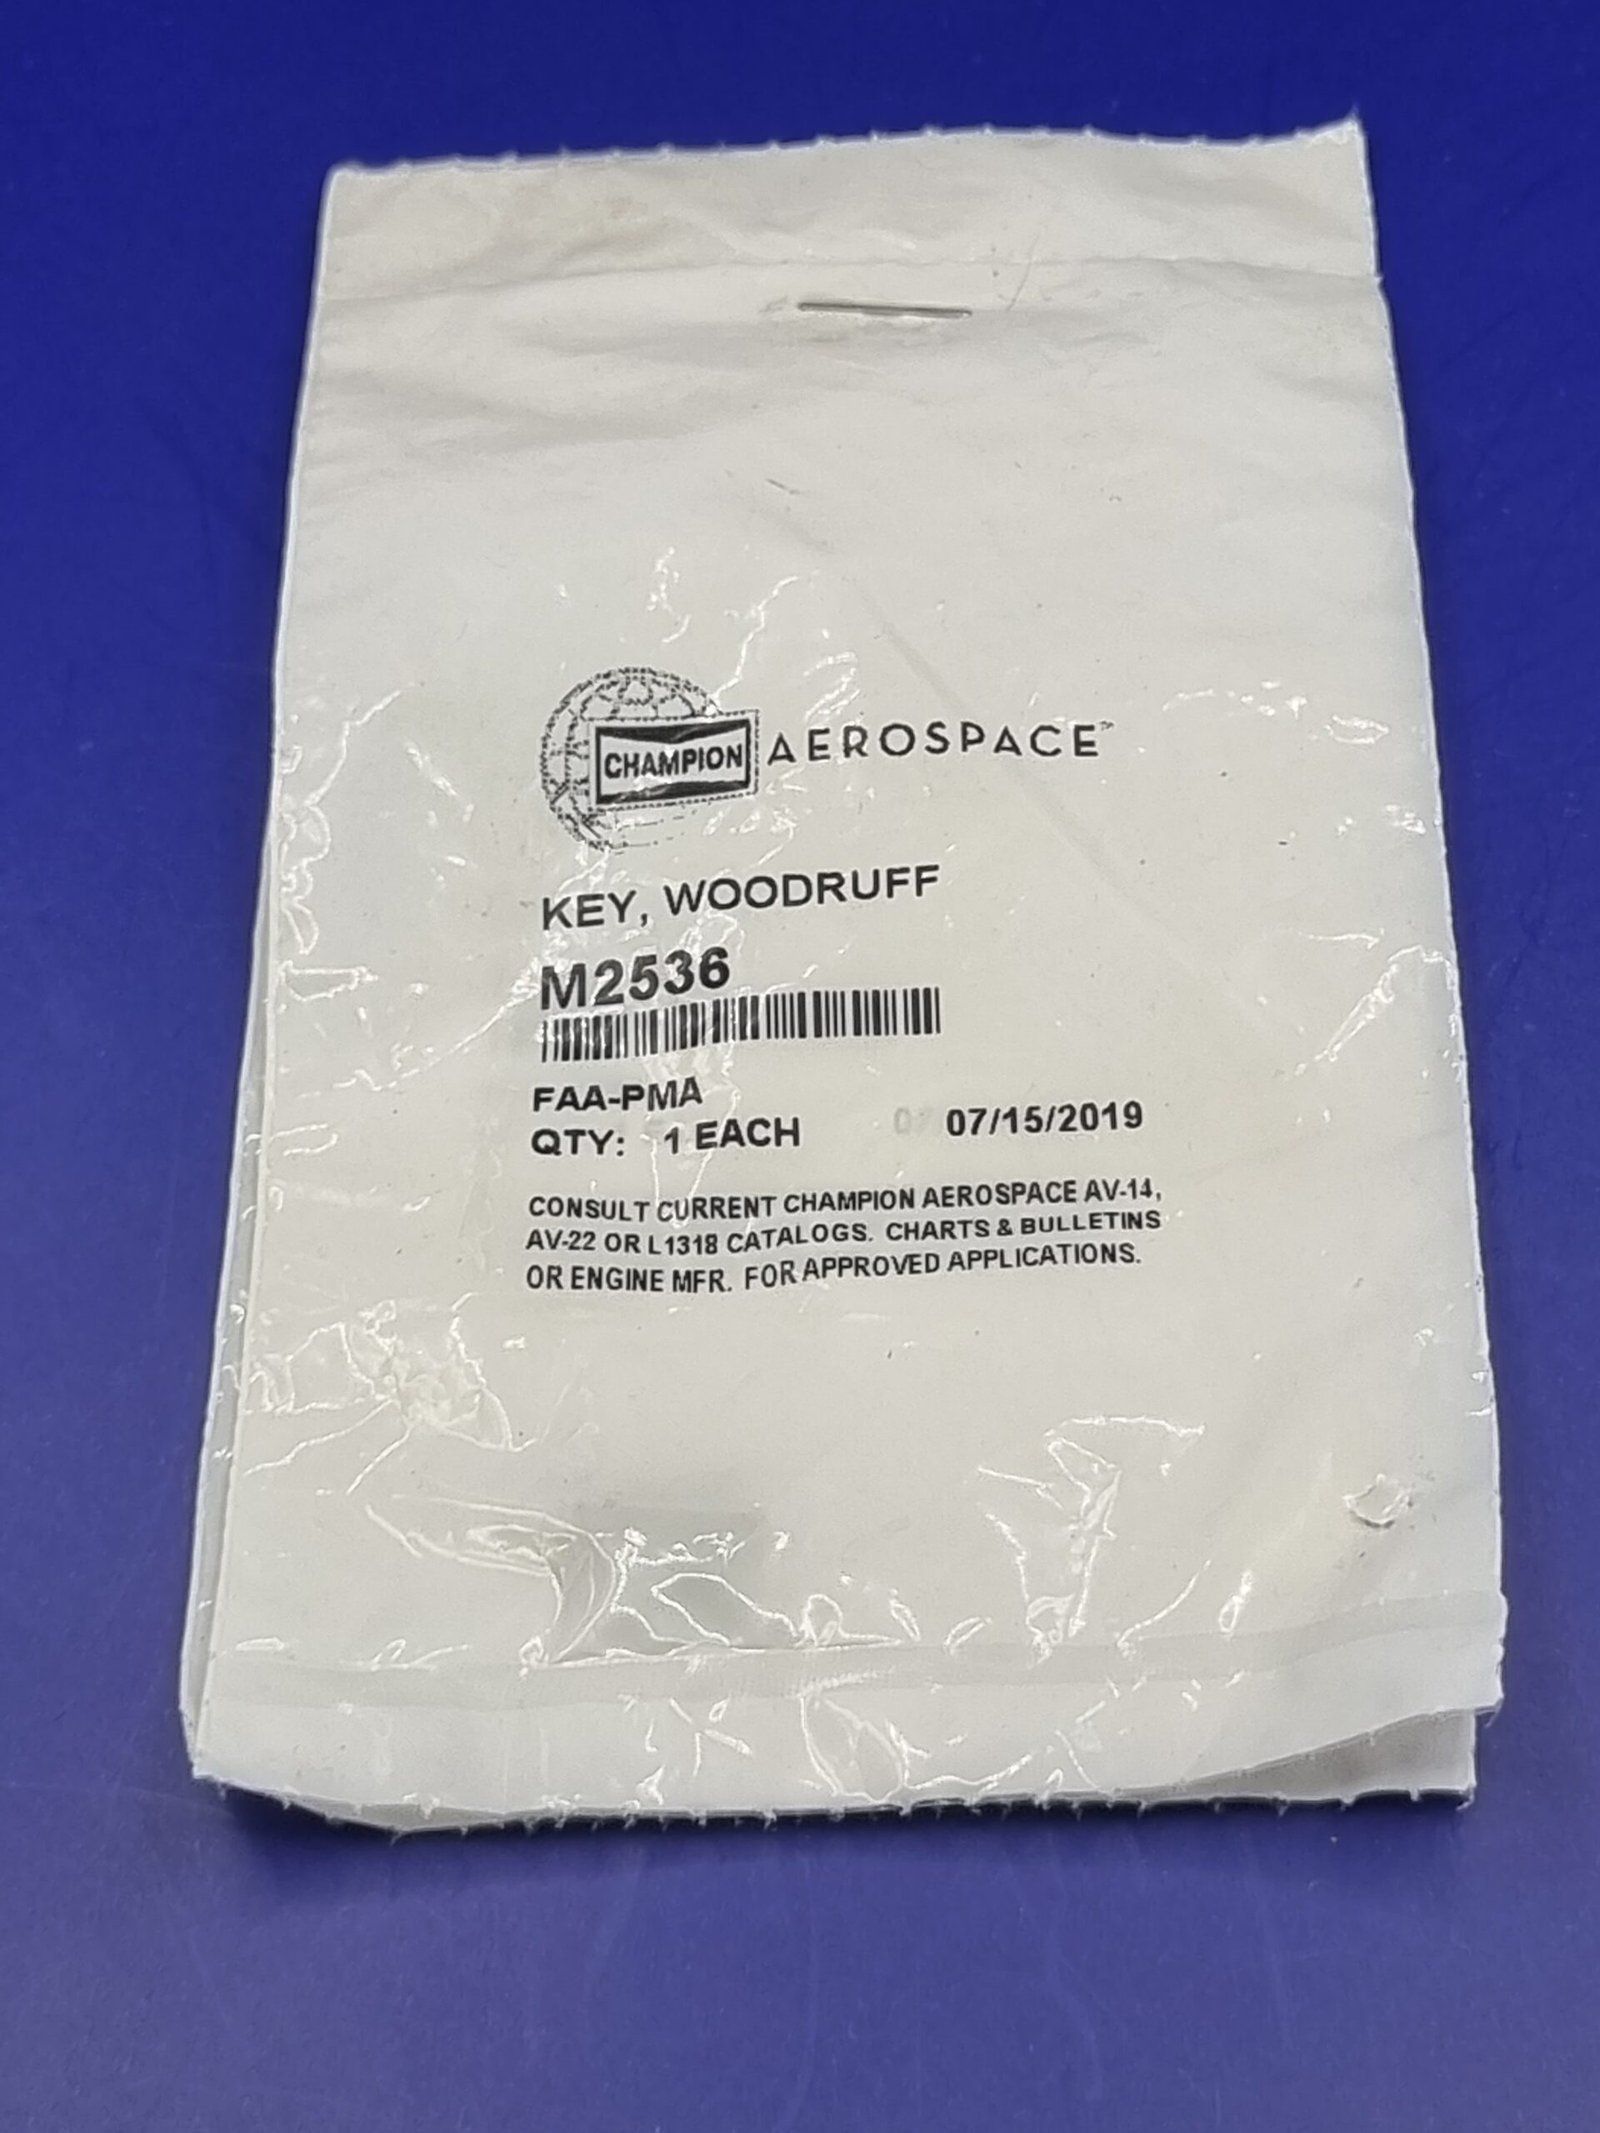 CHAMPION AEROSPACE™
KEY, WOODRUFF
M2536
FAA-PMA
QTY: 1 EACH 07/15/2019
CONSULT CURRENT CHAMPION AEROSPACE AV-14,
AV-22 OR L1318 CATALOGS. CHARTS & BULLETINS
OR ENGINE MFR. FOR APPROVED APPLICATIONS.